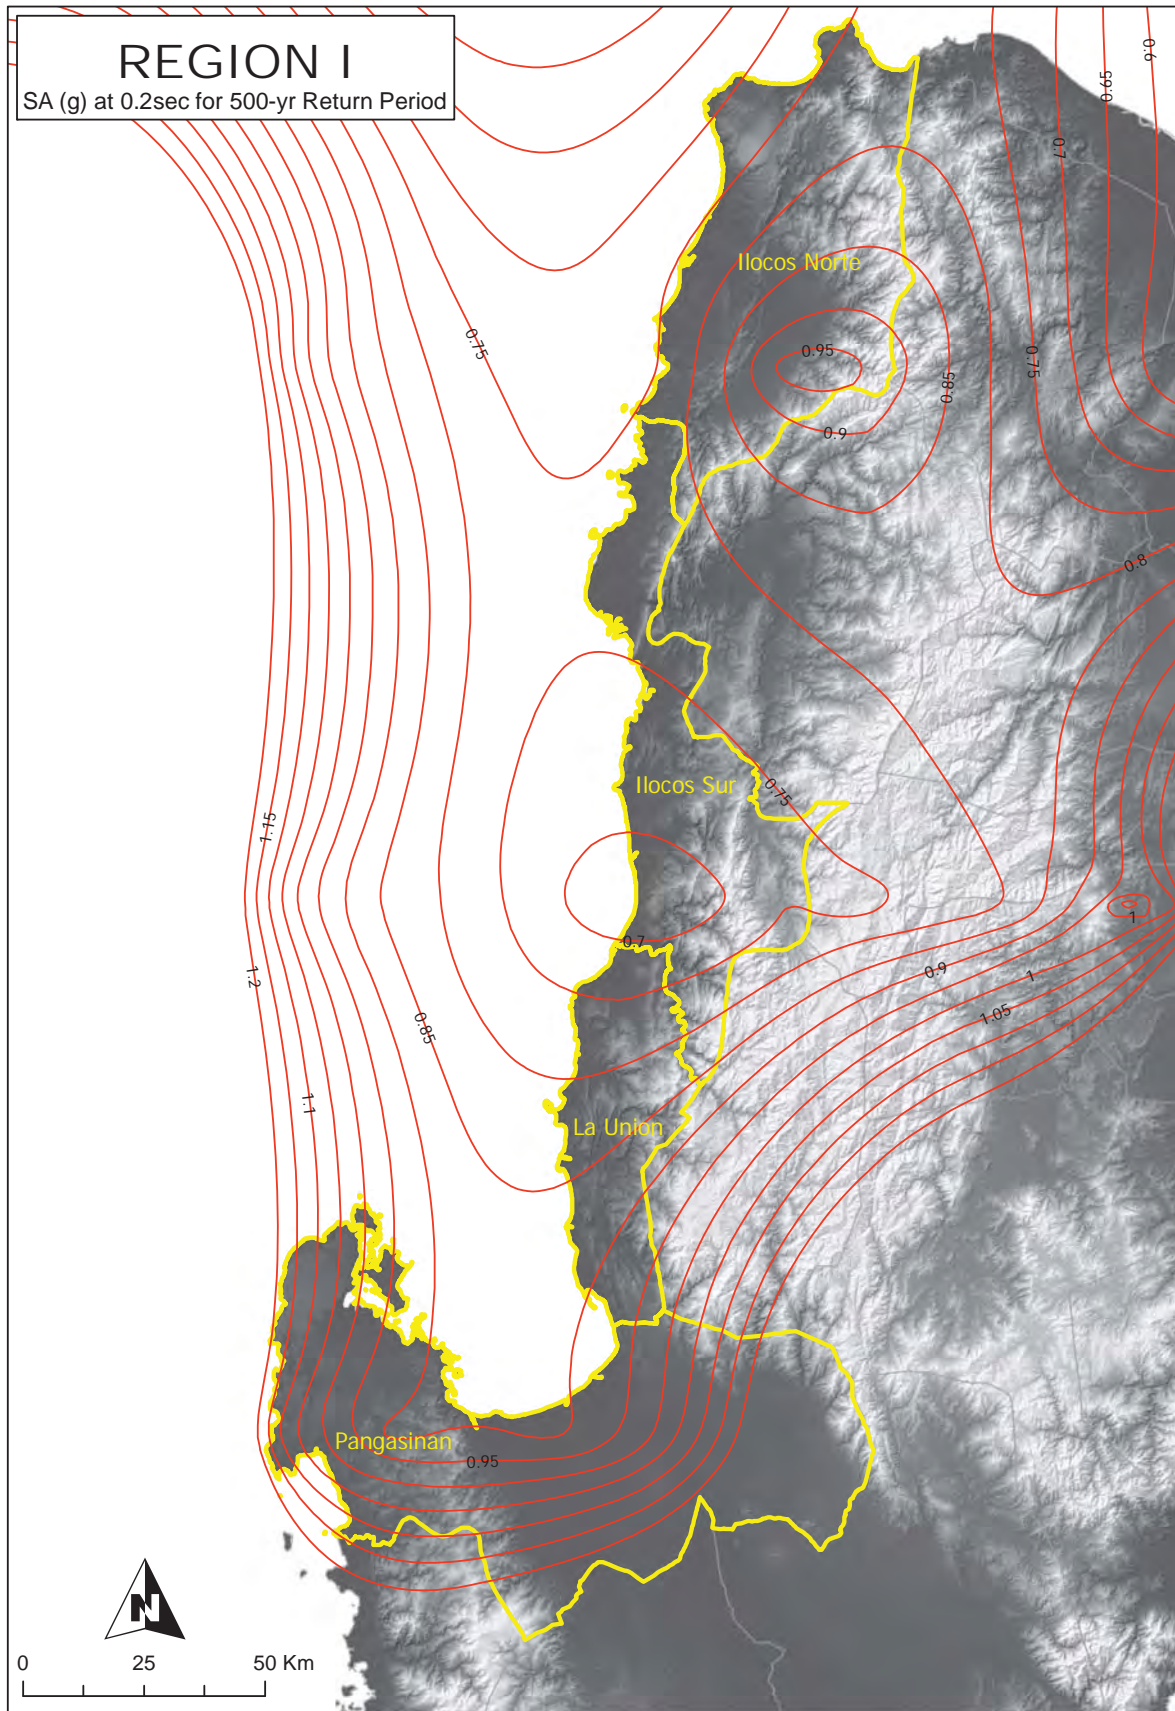 REGION I
SA (g) at 0.2sec for 500-yr Return Period
0.6
0.65
0.7
Ilocos Norte
0.75
0.95
0.75
0.85
0.9
0.8
Ilocos Sur
0.75
1.15
1
0.7
0.9
1
1.2
1.05
0.85
1.1
La Union
Pangasinan
0.95
N
0
25
50 Km